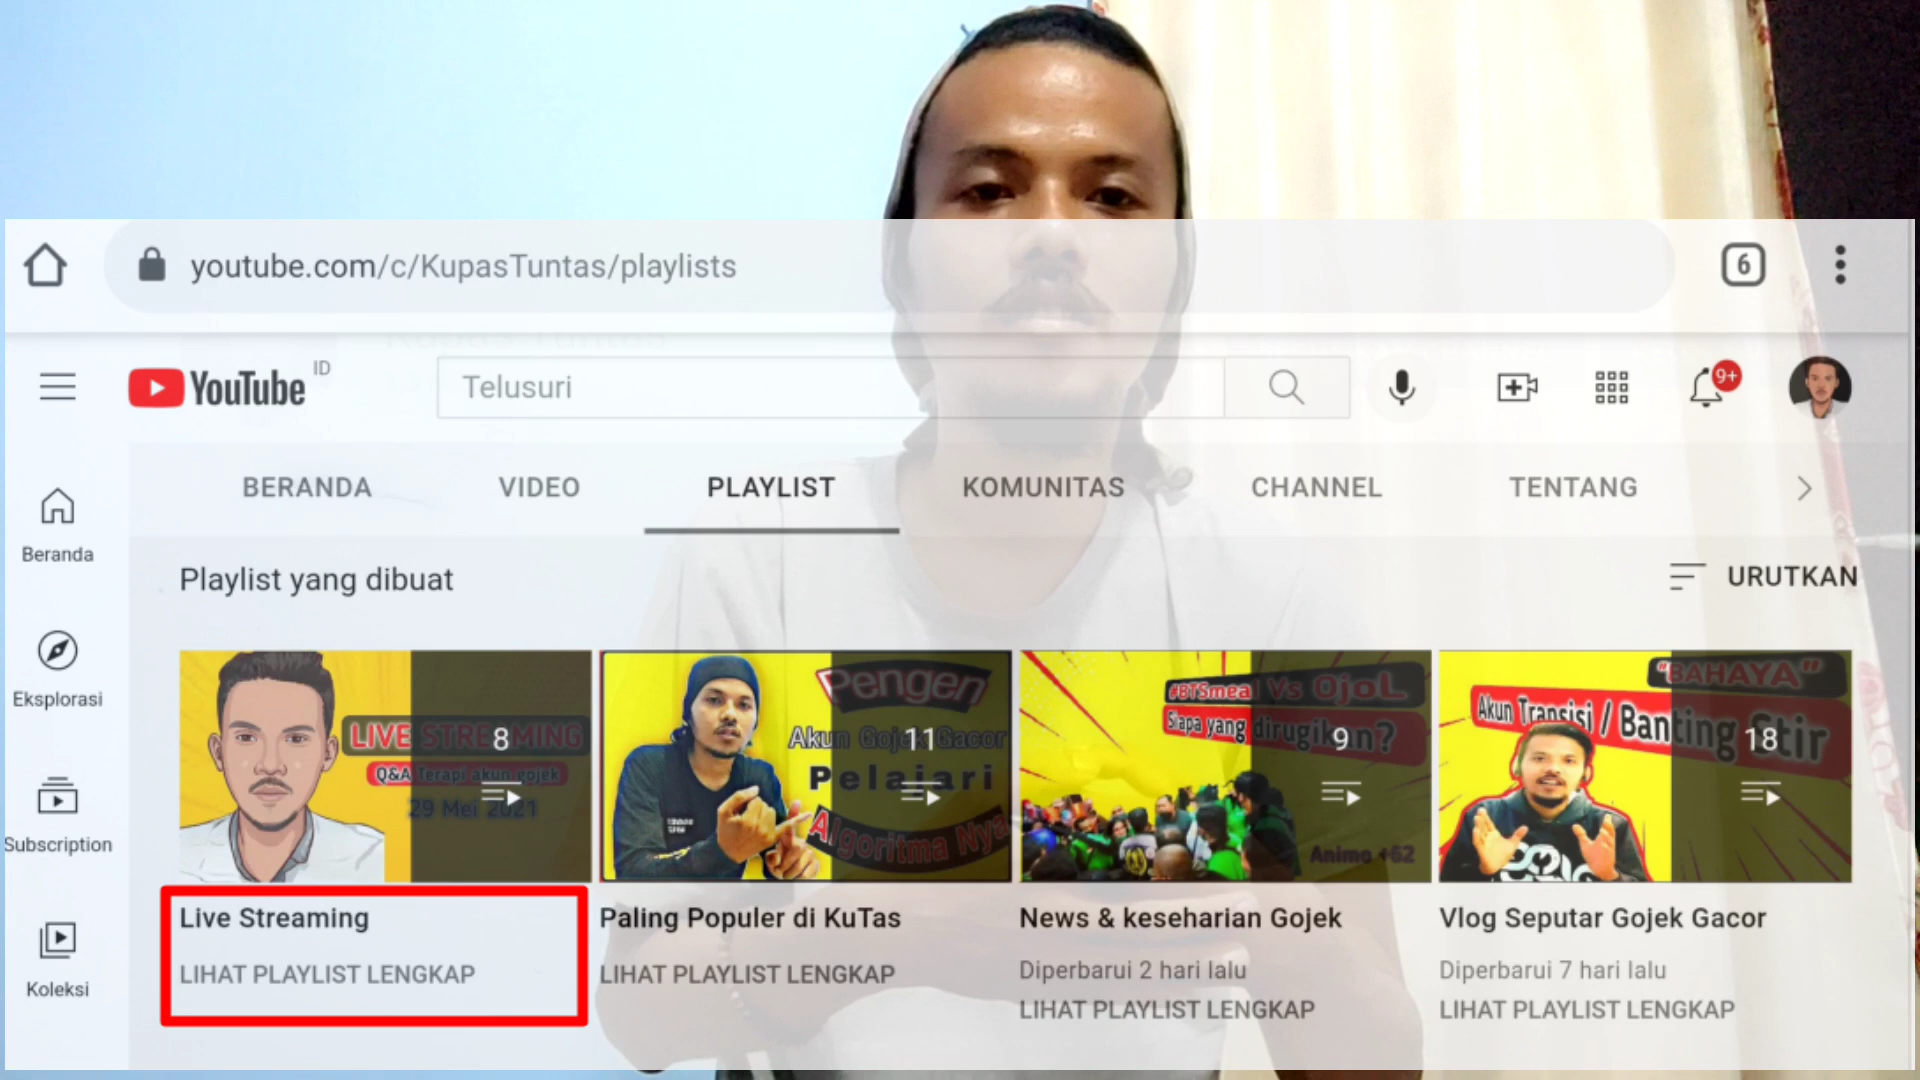 youtube.com/c/KupasTuntas/playlists
6
YouTube ID
Telusuri
9+
BERANDA VIDEO PLAYLIST KOMUNITAS CHANNEL TENTANG
Beranda
Playlist yang dibuat
URUTKAN
Eksplorasi
Subscription
Koleksi
LIVE STREAMING
Q&A Terapi akun gojek
29 Mei 2021
8
Live Streaming
LIHAT PLAYLIST LENGKAP
Pengen
Akun Gojek Gacor
Pelajari
Algoritma Nya
11
Paling Populer di KuTas
LIHAT PLAYLIST LENGKAP
#BTSmeal Vs OjoL
Siapa yang dirugikan?
Animo +62
9
News & keseharian Gojek
Diperbarui 2 hari lalu
LIHAT PLAYLIST LENGKAP
"BAHAYA"
Akun Transisi / Banting Stir
18
Vlog Seputar Gojek Gacor
Diperbarui 7 hari lalu
LIHAT PLAYLIST LENGKAP